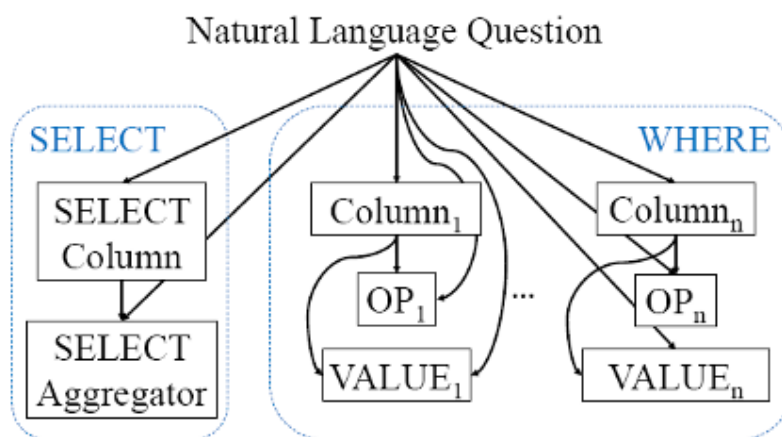 Natural Language Question
SELECT
WHERE
SELECT
Column
Column₁
Columnₙ
OP₁
...
OPₙ
SELECT
Aggregator
VALUE₁
VALUEₙ